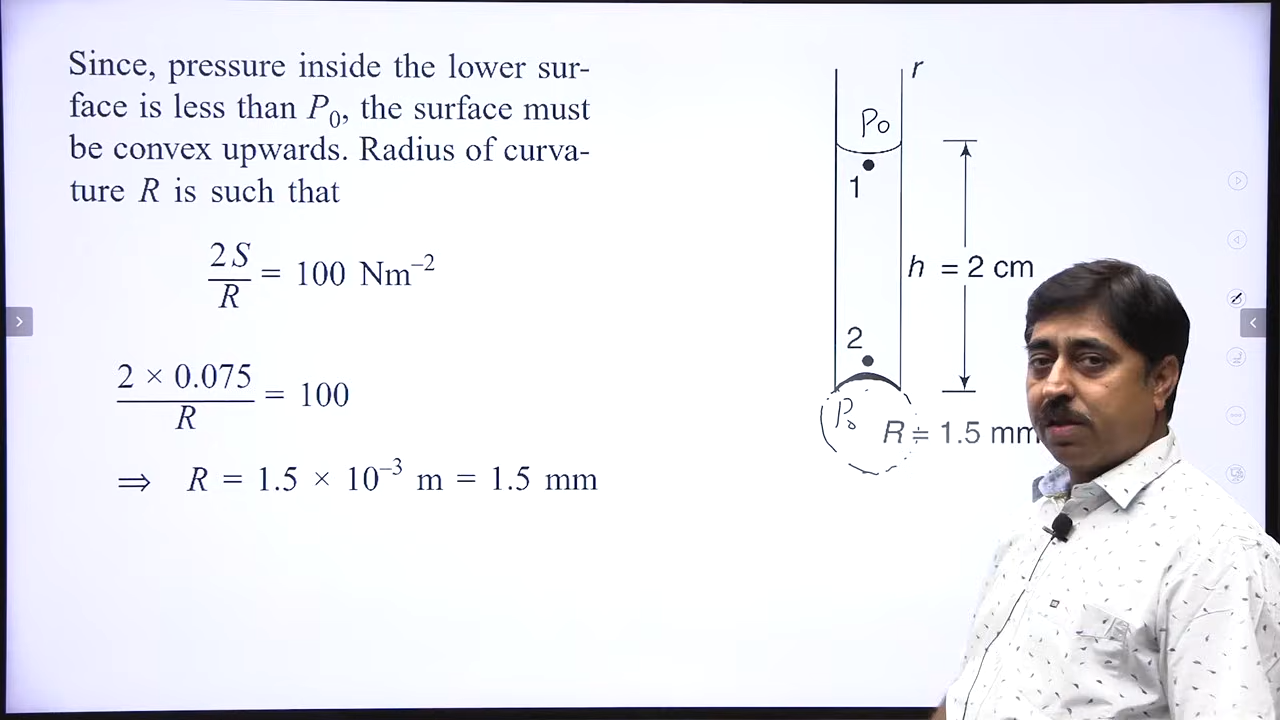 Since, pressure inside the lower sur-
face is less than P₀, the surface must
be convex upwards. Radius of curva-
ture R is such that
2S/R = 100 Nm⁻²
(2 × 0.075)/R = 100
⇒ R = 1.5 × 10⁻³ m = 1.5 mm
r
P₀
1
h = 2 cm
2
P₀
R = 1.5 mm